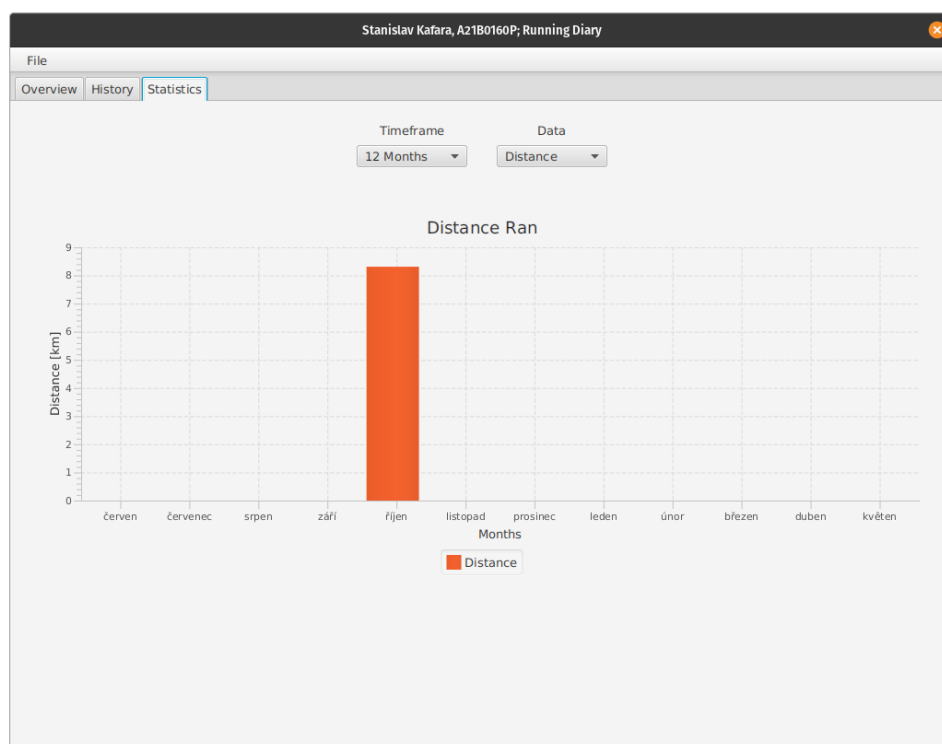 Stanislav Kafara, A21B0160P; Running Diary
File
Overview History Statistics
Timeframe Data
12 Months Distance
Distance Ran
9
8
7
6
5
4
3
2
1
0
Distance [km]
červen červenec srpen září říjen listopad prosinec leden únor březen duben květen
Months
Distance